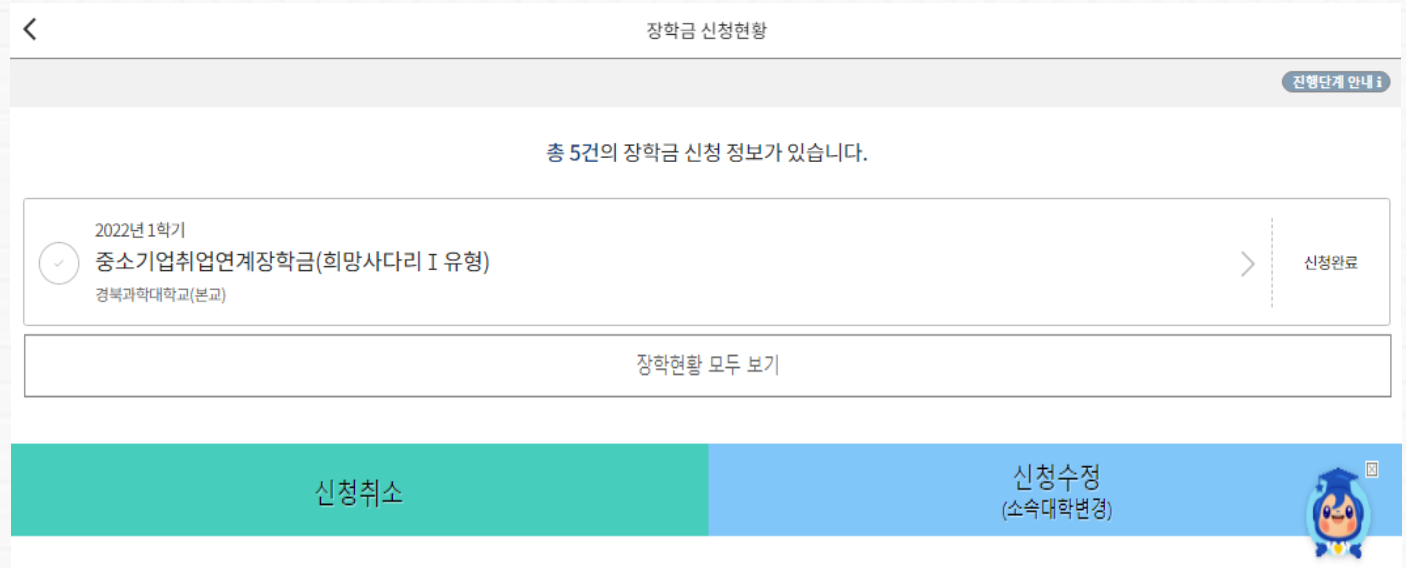 장학금 신청현황
진행단계 안내 i
총 5건의 장학금 신청 정보가 있습니다.
2022년 1학기
중소기업취업연계장학금(희망사다리 I 유형)
신청완료
경북과학대학교(본교)
장학현황 모두 보기
신청취소
신청수정
(소속대학변경)